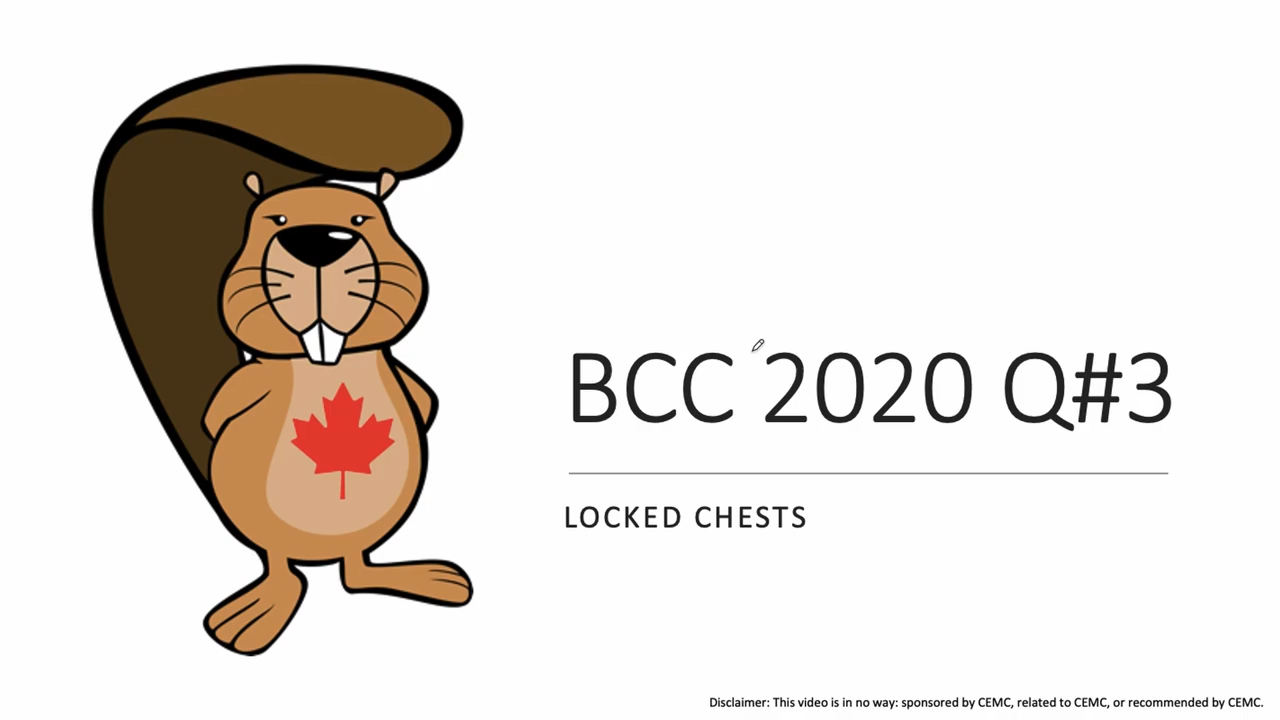 BCC 2020 Q#3
LOCKED CHESTS
Disclaimer: This video is in no way: sponsored by CEMC, related to CEMC, or recommended by CEMC.